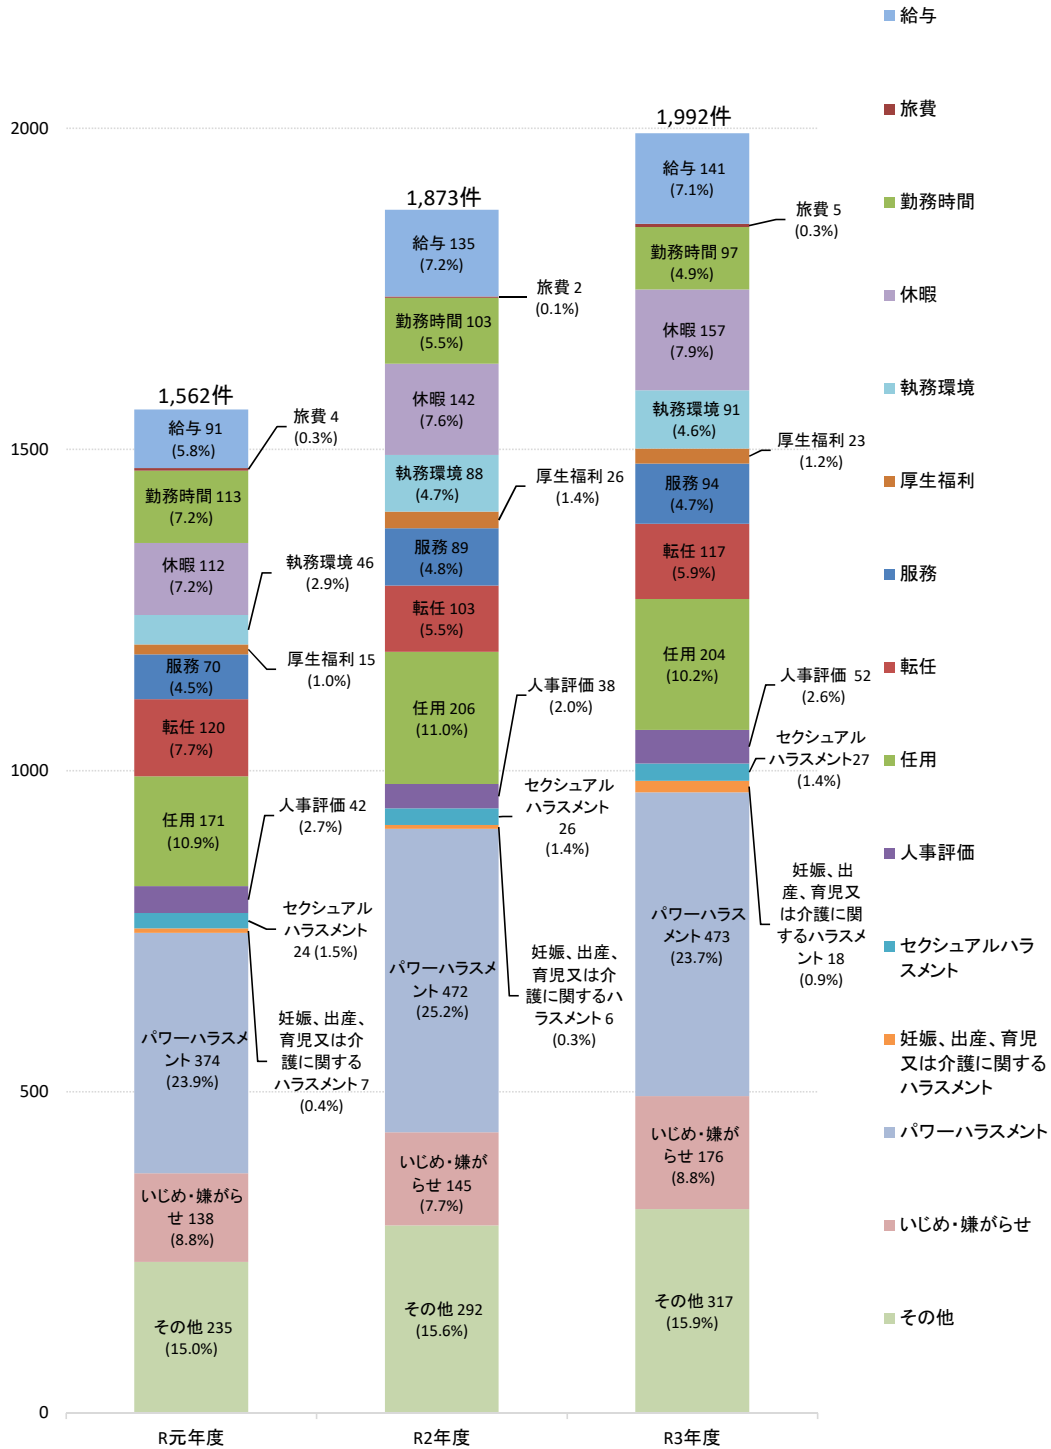 2000
1500
1000
500
0
1,562件
給与 91
(5.8%)
旅費 4
(0.3%)
勤務時間 113
(7.2%)
休暇 112
(7.2%)
執務環境 46
(2.9%)
厚生福利 15
(1.0%)
服務 70
(4.5%)
転任 120
(7.7%)
任用 171
(10.9%)
人事評価 42
(2.7%)
セクシュアル
ハラスメント
24 (1.5%)
妊娠、出産、
育児又は介
護に関する
ハラスメント 7
(0.4%)
パワーハラスメ
ント 374
(23.9%)
いじめ・嫌がら
せ 138
(8.8%)
その他 235
(15.0%)
R元年度
1,873件
給与 135
(7.2%)
旅費 2
(0.1%)
勤務時間 103
(5.5%)
休暇 142
(7.6%)
執務環境 88
(4.7%)
厚生福利 26
(1.4%)
服務 89
(4.8%)
転任 103
(5.5%)
任用 206
(11.0%)
人事評価 38
(2.0%)
セクシュアル
ハラスメント
26
(1.4%)
妊娠、出産、
育児又は介
護に関するハ
ラスメント 6
(0.3%)
パワーハラスメ
ント 472
(25.2%)
いじめ・嫌が
らせ 145
(7.7%)
その他 292
(15.6%)
R2年度
1,992件
給与 141
(7.1%)
旅費 5
(0.3%)
勤務時間 97
(4.9%)
休暇 157
(7.9%)
執務環境 91
(4.6%)
厚生福利 23
(1.2%)
服務 94
(4.7%)
転任 117
(5.9%)
任用 204
(10.2%)
人事評価 52
(2.6%)
セクシュアル
ハラスメント27
(1.4%)
妊娠、出
産、育児又
は介護に関
するハラスメ
ント 18
(0.9%)
パワーハラス
メント 473
(23.7%)
いじめ・嫌が
らせ 176
(8.8%)
その他 317
(15.9%)
R3年度
給与
旅費
勤務時間
休暇
執務環境
厚生福利
服務
転任
任用
人事評価
セクシュアルハラ
スメント
妊娠、出産、育児
又は介護に関する
ハラスメント
パワーハラスメント
いじめ・嫌がらせ
その他